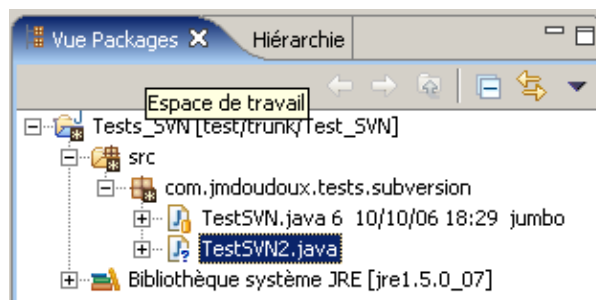 Vue Packages Hiérarchie
Espace de travail
Tests_SVN [test/trunk/Test_SVN]
src
com.jmdoudoux.tests.subversion
TestSVN.java 6 10/10/06 18:29 jumbo
TestSVN2.java
Bibliothèque système JRE [jre1.5.0_07]